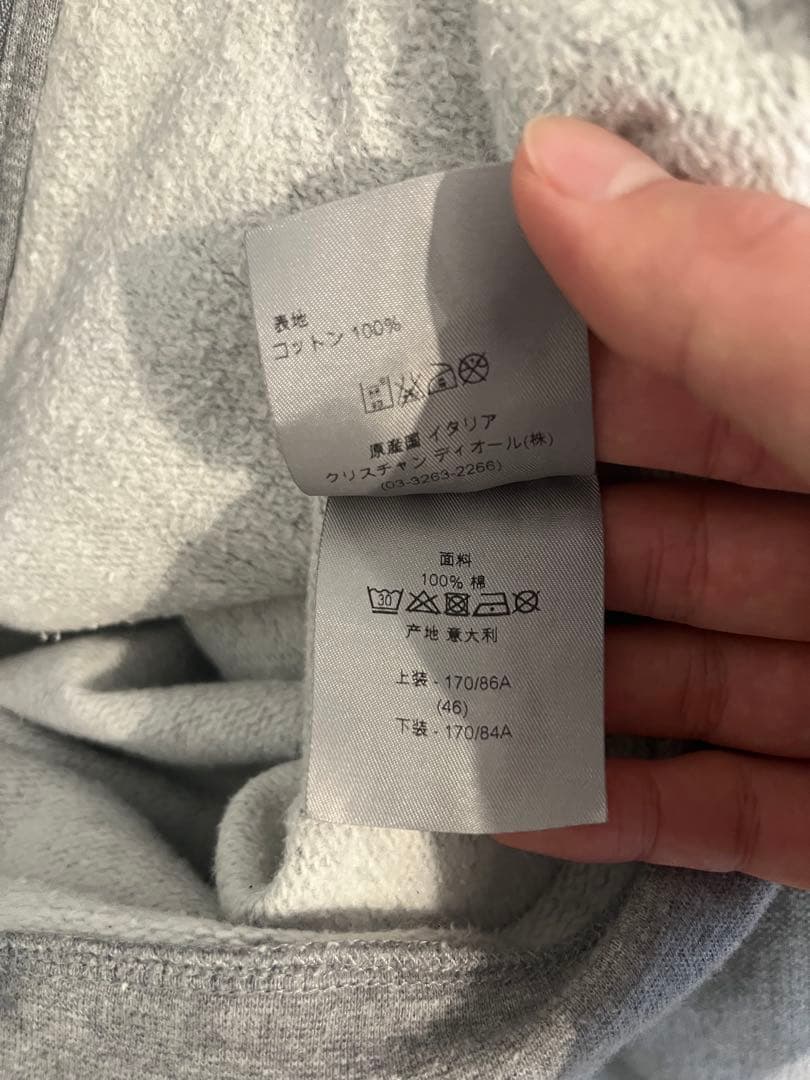 表地
コットン 100%
原産国 イタリア
クリスチャン ディオール(株)
(03-3263-2266)
面料
100% 棉
30
产地 意大利
上装 - 170/86A
(46)
下装 - 170/84A